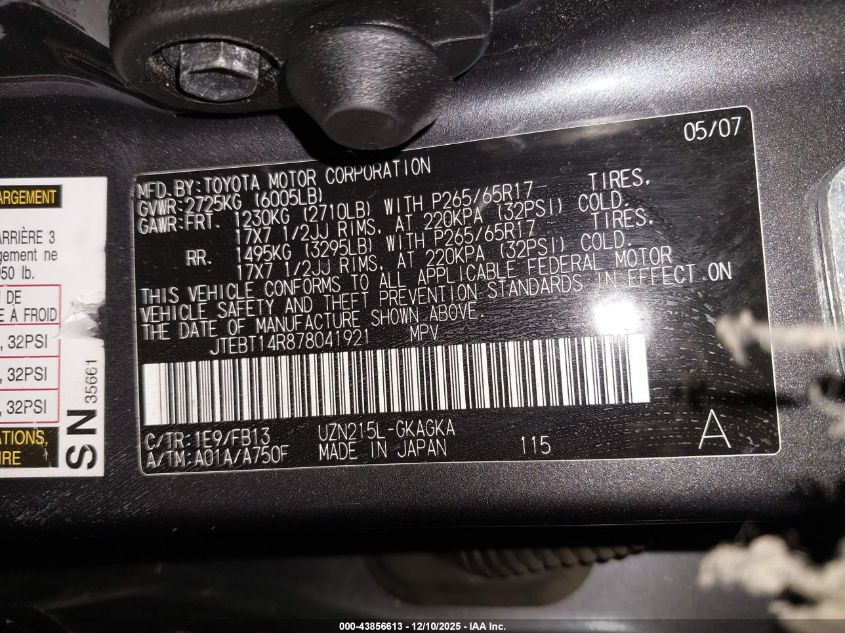 05/07
MFD. BY:TOYOTA MOTOR CORPORATION
GVWR:2725KG (6005LB)
GAWR:FRT. 1230KG (2710LB) WITH P265/65R17 TIRES,
17X7 1/2JJ RIMS, AT 220KPA (32PSI) COLD.
RR. 1495KG (3295LB) WITH P265/65R17 TIRES,
17X7 1/2JJ RIMS, AT 220KPA (32PSI) COLD.
THIS VEHICLE CONFORMS TO ALL APPLICABLE FEDERAL MOTOR
VEHICLE SAFETY AND THEFT PREVENTION STANDARDS IN EFFECT ON
THE DATE OF MANUFACTURE SHOWN ABOVE.
JTEBT14R878041921 MPV
C/TR:1E9/FB13 UZN215L-GKAGKA
A/TM:A01A/A750F MADE IN JAPAN 115 A
ARGEMENT
ARRIÈRE 3
gement ne
950 lb.
N DE
E À FROID
, 32PSI
, 32PSI
, 32PSI
ATIONS,
IRE
SN 35661
000-43856613 - 12/10/2025 - IAA Inc.